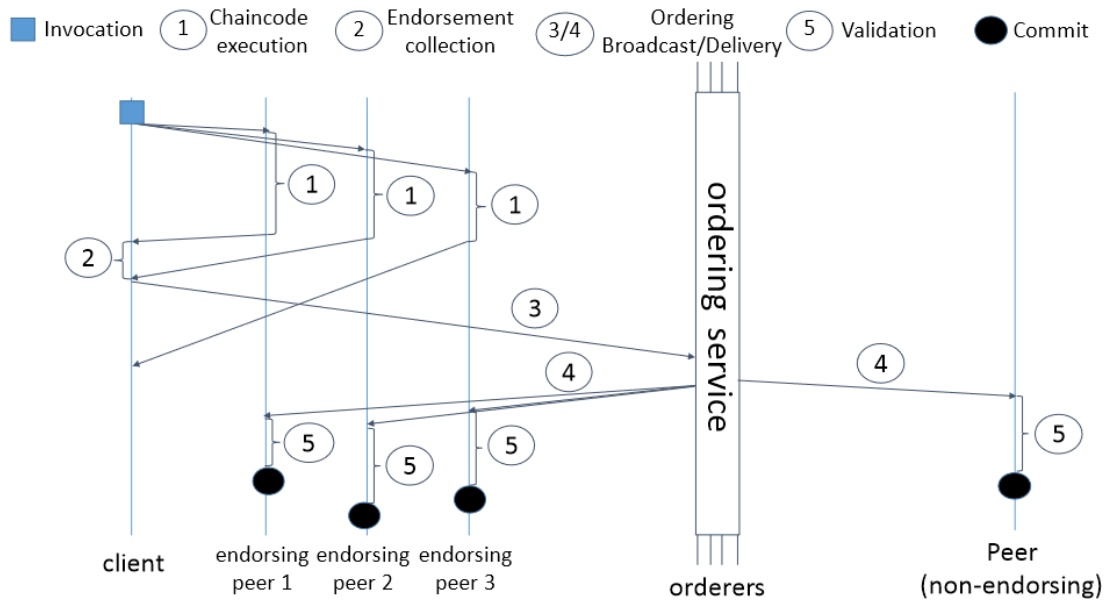 Invocation
1
Chaincode
execution
2
Endorsement
collection
3/4
Ordering
Broadcast/Delivery
5
Validation
Commit
1
1
1
2
3
4
4
5
5
5
5
ordering service
client
endorsing
peer 1
endorsing
peer 2
endorsing
peer 3
orderers
Peer
(non-endorsing)